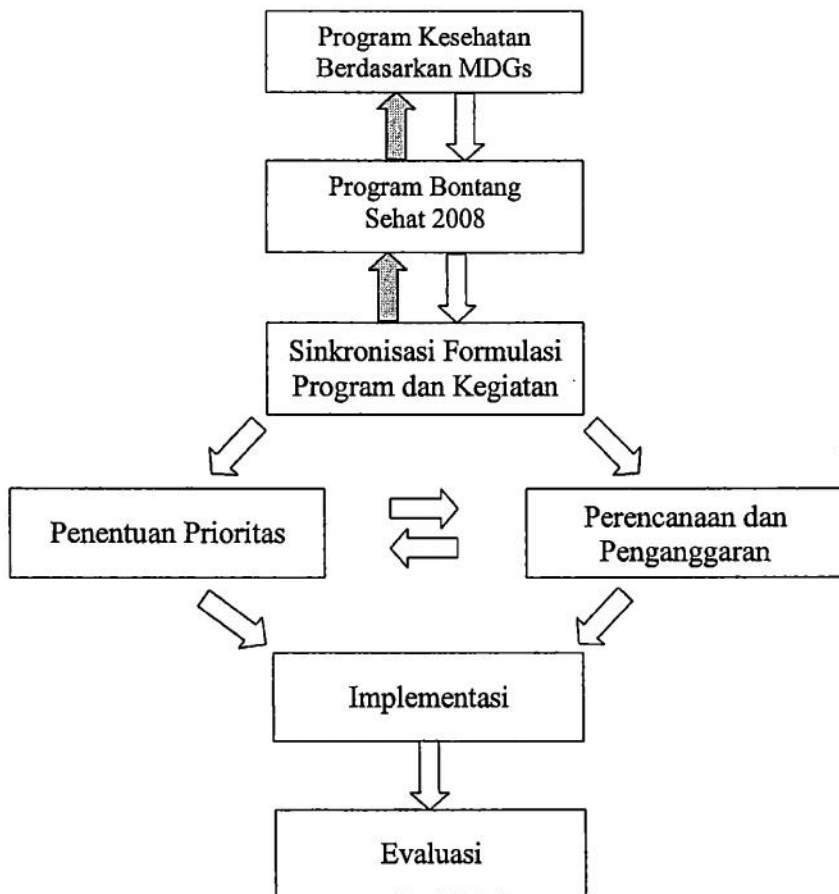 Program Kesehatan
Berdasarkan MDGs
Program Bontang
Sehat 2008
Sinkronisasi Formulasi
Program dan Kegiatan
Penentuan Prioritas
Perencanaan dan
Penganggaran
Implementasi
Evaluasi